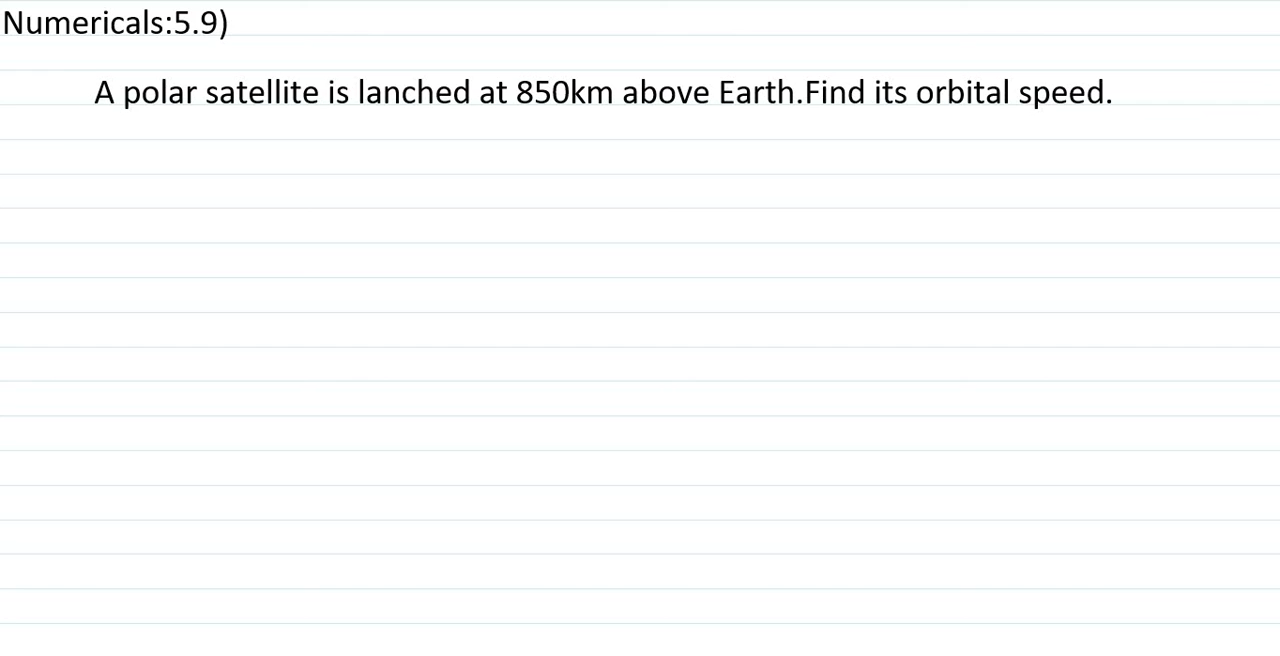 Numericals:5.9)
A polar satellite is lanched at 850km above Earth.Find its orbital speed.